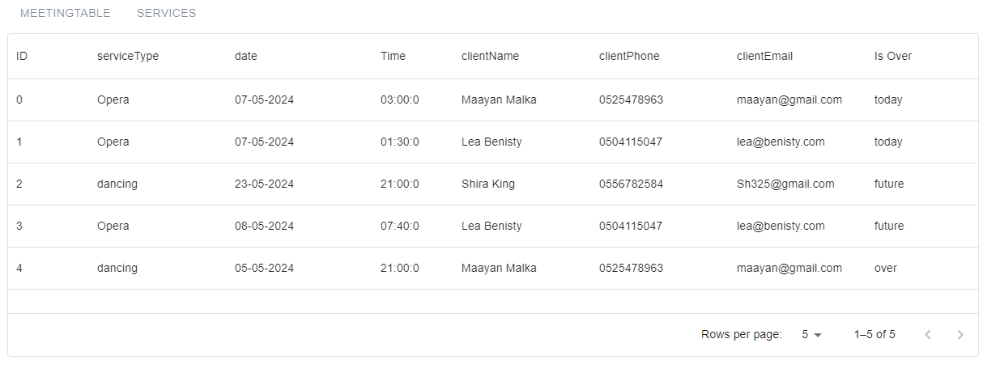 MEETINGTABLE SERVICES
ID serviceType date Time clientName clientPhone clientEmail Is Over
0 Opera 07-05-2024 03:00:0 Maayan Malka 0525478963 maayan@gmail.com today
1 Opera 07-05-2024 01:30:0 Lea Benisty 0504115047 lea@benisty.com today
2 dancing 23-05-2024 21:00:0 Shira King 0556782584 Sh325@gmail.com future
3 Opera 08-05-2024 07:40:0 Lea Benisty 0504115047 lea@benisty.com future
4 dancing 05-05-2024 21:00:0 Maayan Malka 0525478963 maayan@gmail.com over
Rows per page: 5 1–5 of 5